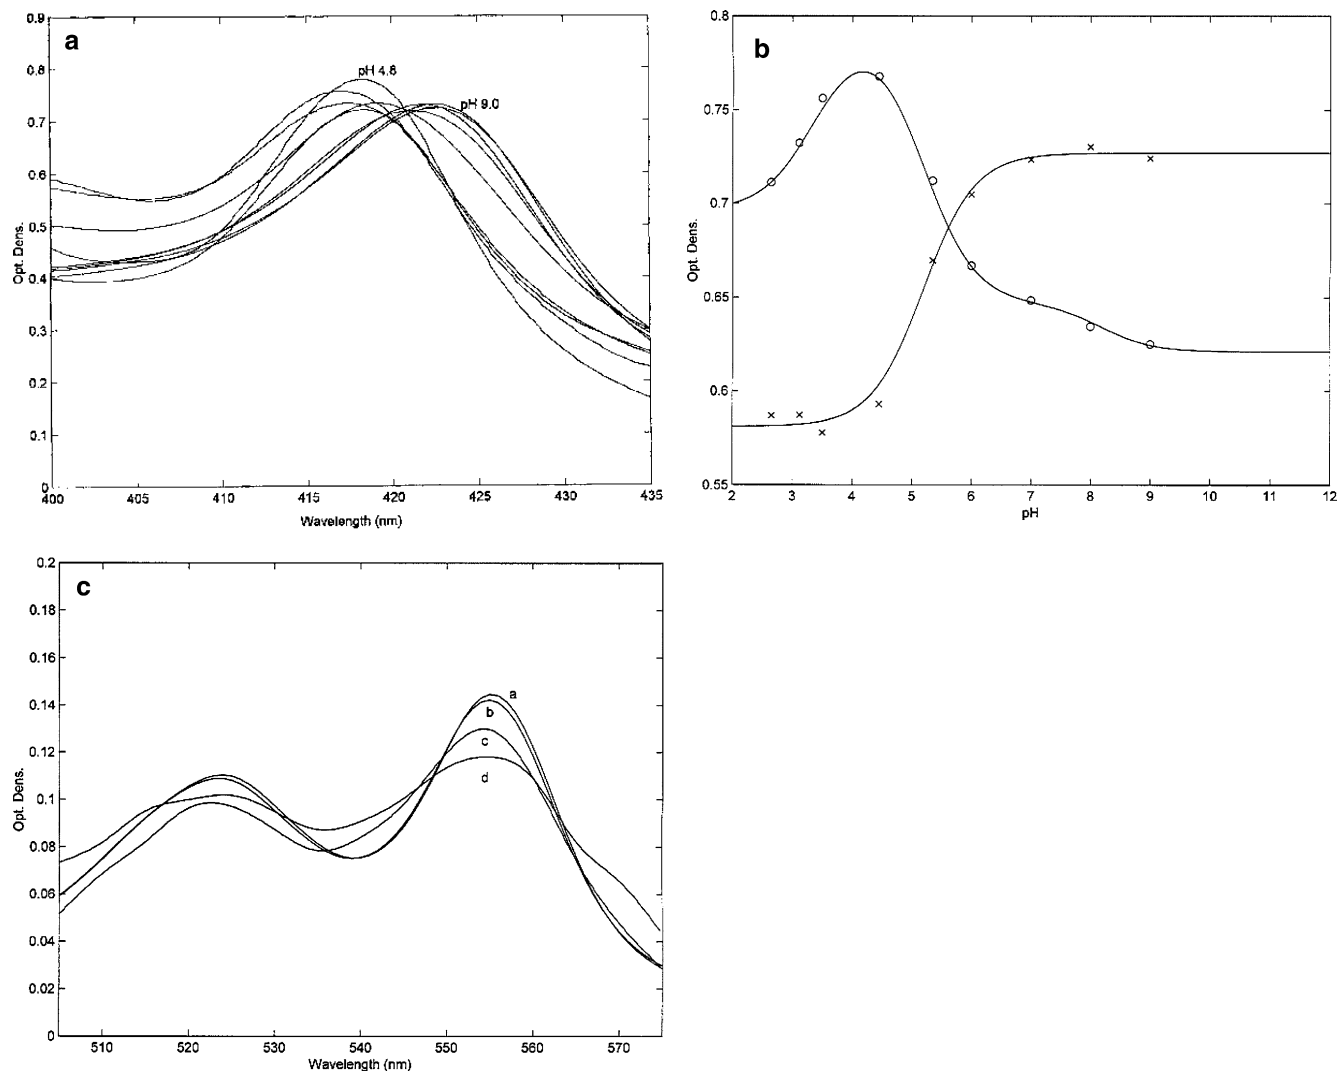 a
pH 4.8
pH 9.0
0.9
0.8
0.7
0.6
0.5
0.4
0.3
0.2
0.1
0
Opt. Dens.
400 405 410 415 420 425 430 435
Wavelength (nm)
b
0.8
0.75
0.7
0.65
0.6
0.55
Opt. Dens.
2 3 4 5 6 7 8 9 10 11 12
pH
c
0.2
0.18
0.16
0.14
0.12
0.1
0.08
0.06
0.04
0.02
0
Opt. Dens.
a
b
c
d
510 520 530 540 550 560 570
Wavelength (nm)